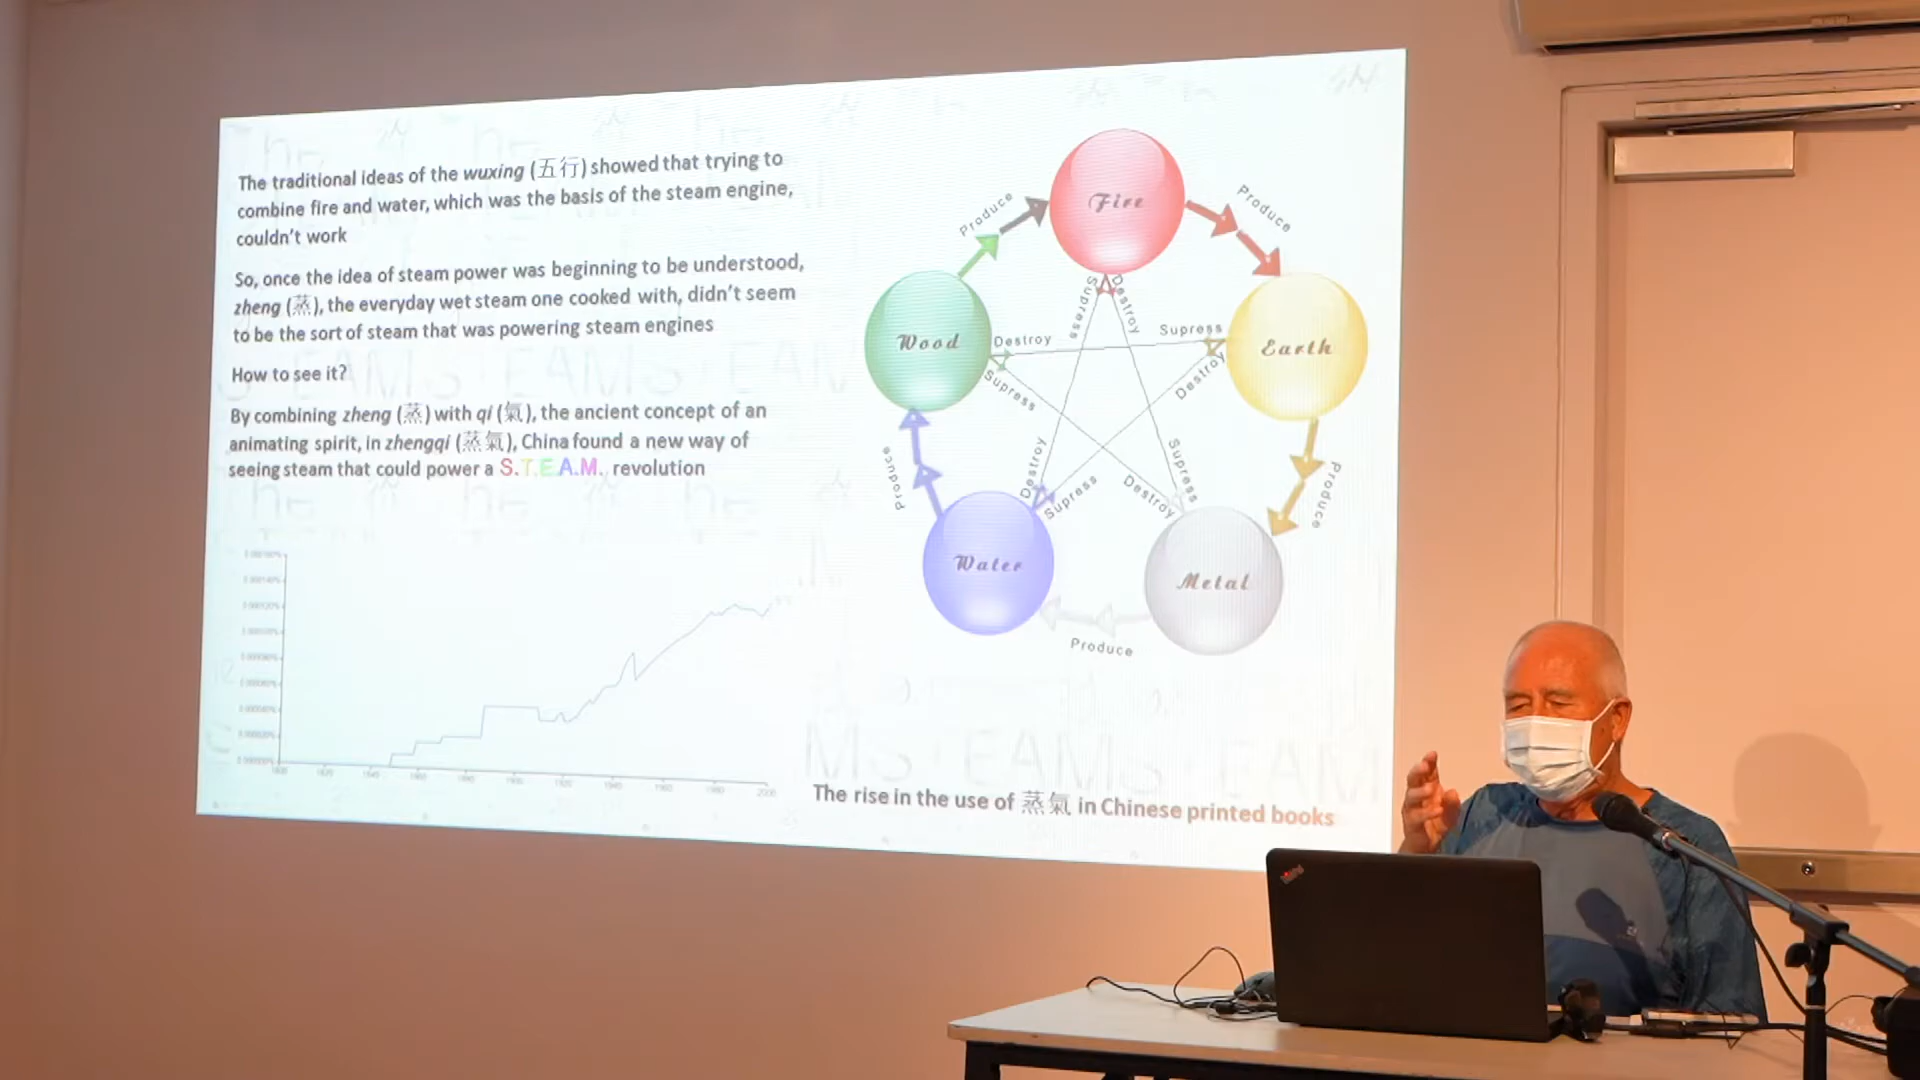 The traditional ideas of the wuxing (五行) showed that trying to
combine fire and water, which was the basis of the steam engine,
couldn't work
So, once the idea of steam power was beginning to be understood,
zheng (蒸), the everyday wet steam one cooked with, didn't seem
to be the sort of steam that was powering steam engines
How to see it?
By combining zheng (蒸) with qi (氣), the ancient concept of an
animating spirit, in zhengqi (蒸氣), China found a new way of
seeing steam that could power a S.T.E.A.M. revolution
Fire
Produce
Produce
Wood
Earth
Destroy
Supress
Supress
Destroy
Supress
Destroy
Produce
Produce
Destroy
Supress
Destroy
Supress
Water
Metal
Produce
The rise in the use of 蒸氣 in Chinese printed books